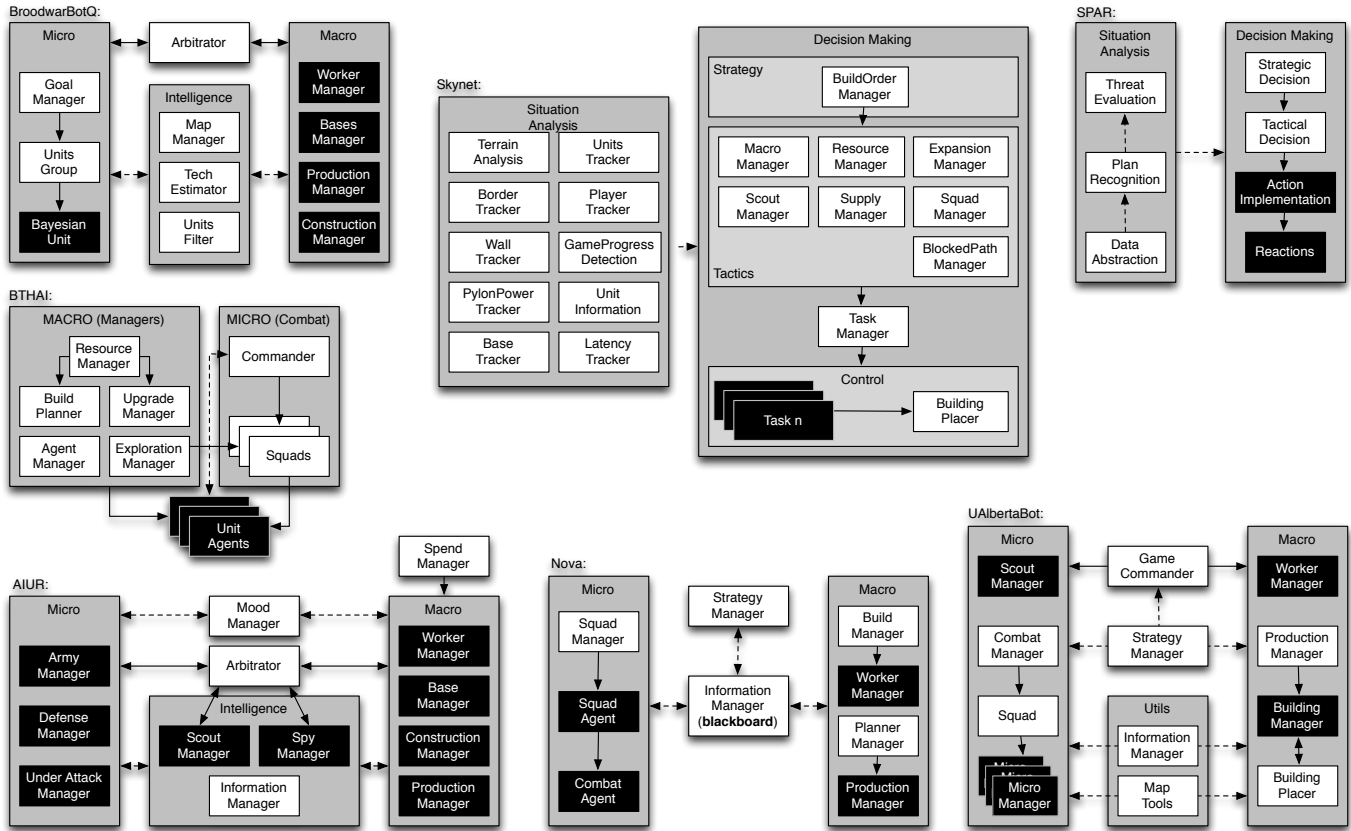 BroodwarBotQ:
Micro
Goal
Manager
Units
Group
Bayesian
Unit
Arbitrator
Intelligence
Map
Manager
Tech
Estimator
Units
Filter
Macro
Worker
Manager
Bases
Manager
Production
Manager
Construction
Manager
Skynet:
Situation
Analysis
Terrain
Analysis
Units
Tracker
Border
Tracker
Player
Tracker
Wall
Tracker
GameProgress
Detection
PylonPower
Tracker
Unit
Information
Base
Tracker
Latency
Tracker
Decision Making
Strategy
BuildOrder
Manager
Macro
Manager
Resource
Manager
Expansion
Manager
Scout
Manager
Supply
Manager
Squad
Manager
BlockedPath
Manager
Tactics
Task
Manager
Control
Task n
Building
Placer
SPAR:
Situation
Analysis
Threat
Evaluation
Plan
Recognition
Data
Abstraction
Decision Making
Strategic
Decision
Tactical
Decision
Action
Implementation
Reactions
BTHAI:
MACRO (Managers)
Resource
Manager
Build
Planner
Upgrade
Manager
Agent
Manager
Exploration
Manager
MICRO (Combat)
Commander
Squads
Unit
Agents
AIUR:
Micro
Army
Manager
Defense
Manager
Under Attack
Manager
Mood
Manager
Arbitrator
Intelligence
Scout
Manager
Spy
Manager
Information
Manager
Spend
Manager
Macro
Worker
Manager
Base
Manager
Construction
Manager
Production
Manager
Nova:
Micro
Squad
Manager
Squad
Agent
Combat
Agent
Strategy
Manager
Information
Manager
(blackboard)
Macro
Build
Manager
Worker
Manager
Planner
Manager
Production
Manager
UAlbertaBot:
Micro
Scout
Manager
Combat
Manager
Squad
Micro
Micro
Micro
Manager
Game
Commander
Strategy
Manager
Utils
Information
Manager
Map
Tools
Macro
Worker
Manager
Production
Manager
Building
Manager
Building
Placer